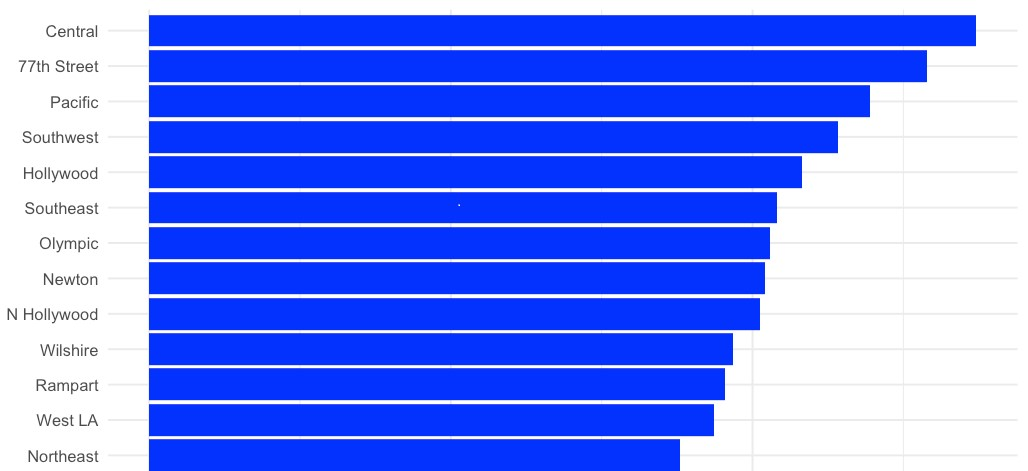 Central
77th Street
Pacific
Southwest
Hollywood
Southeast
Olympic
Newton
N Hollywood
Wilshire
Rampart
West LA
Northeast